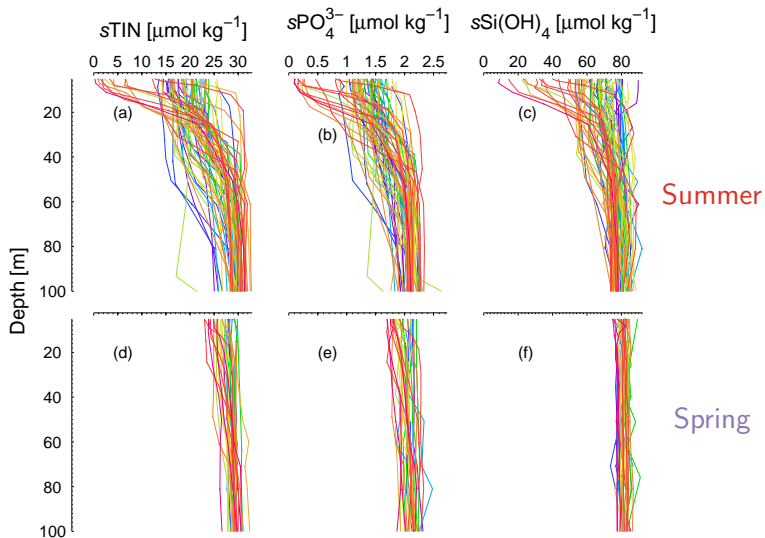 sTIN [μmol kg⁻¹] sPO₄³⁻ [μmol kg⁻¹] sSi(OH)₄ [μmol kg⁻¹]
0 5 10 15 20 25 30 0 0.5 1 1.5 2 2.5 0 20 40 60 80
20
40
60
80
100
(a) (b) (c)
Summer
Depth [m]
20
40
60
80
100
(d) (e) (f)
Spring